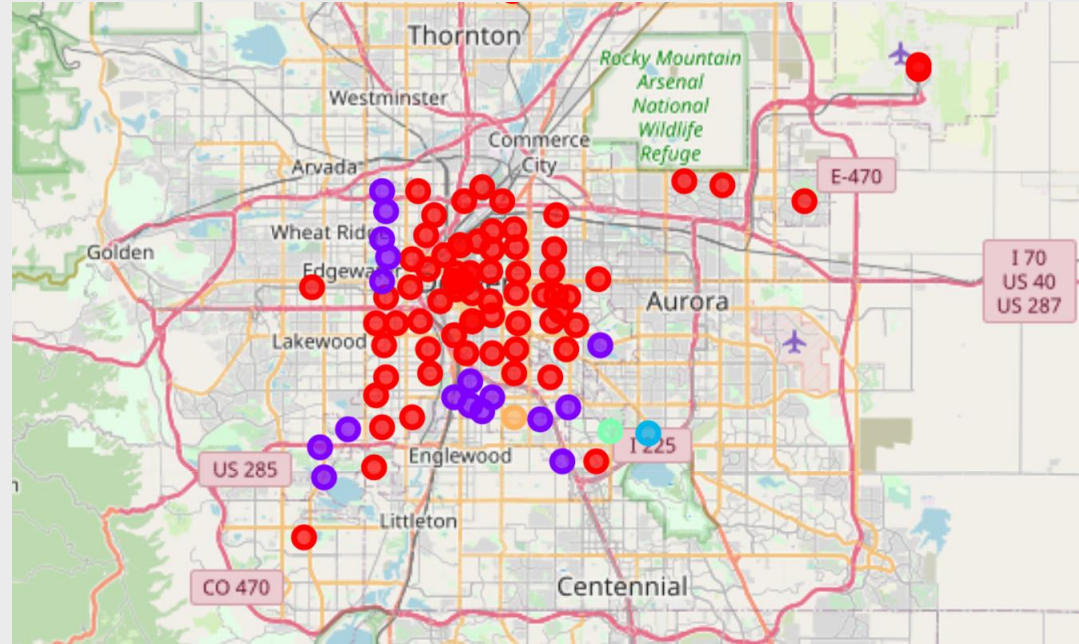 Thornton
Rocky Mountain
Arsenal
National
Wildlife
Refuge
Westminster
Commerce
City
Arvada
E-470
Wheat Ridge
Golden
I 70
US 40
US 287
Edgewater
Aurora
Lakewood
I 225
Englewood
US 285
Littleton
CO 470
Centennial